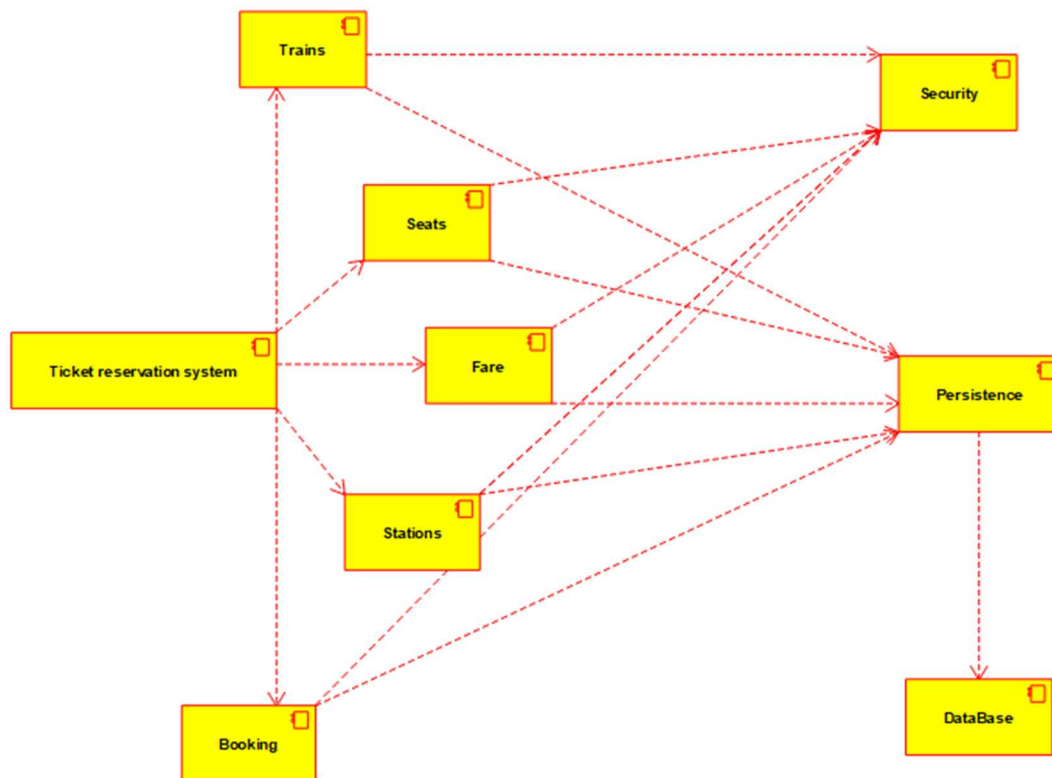 Trains
Security
Seats
Fare
Ticket reservation system
Persistence
Stations
DataBase
Booking